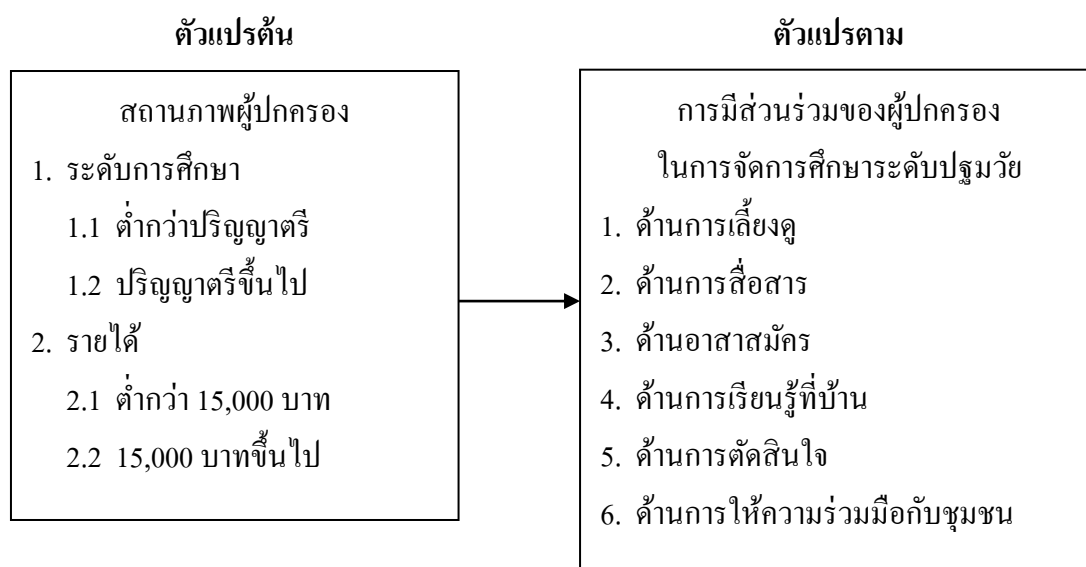 ตัวแปรต้น
สถานภาพผู้ปกครอง
1. ระดับการศึกษา
1.1 ต่ำกว่าปริญญาตรี
1.2 ปริญญาตรีขึ้นไป
2. รายได้
2.1 ต่ำกว่า 15,000 บาท
2.2 15,000 บาทขึ้นไป
ตัวแปรตาม
การมีส่วนร่วมของผู้ปกครอง
ในการจัดการศึกษาระดับปฐมวัย
1. ด้านการเลี้ยงดู
2. ด้านการสื่อสาร
3. ด้านอาสาสมัคร
4. ด้านการเรียนรู้ที่บ้าน
5. ด้านการตัดสินใจ
6. ด้านการให้ความร่วมมือกับชุมชน